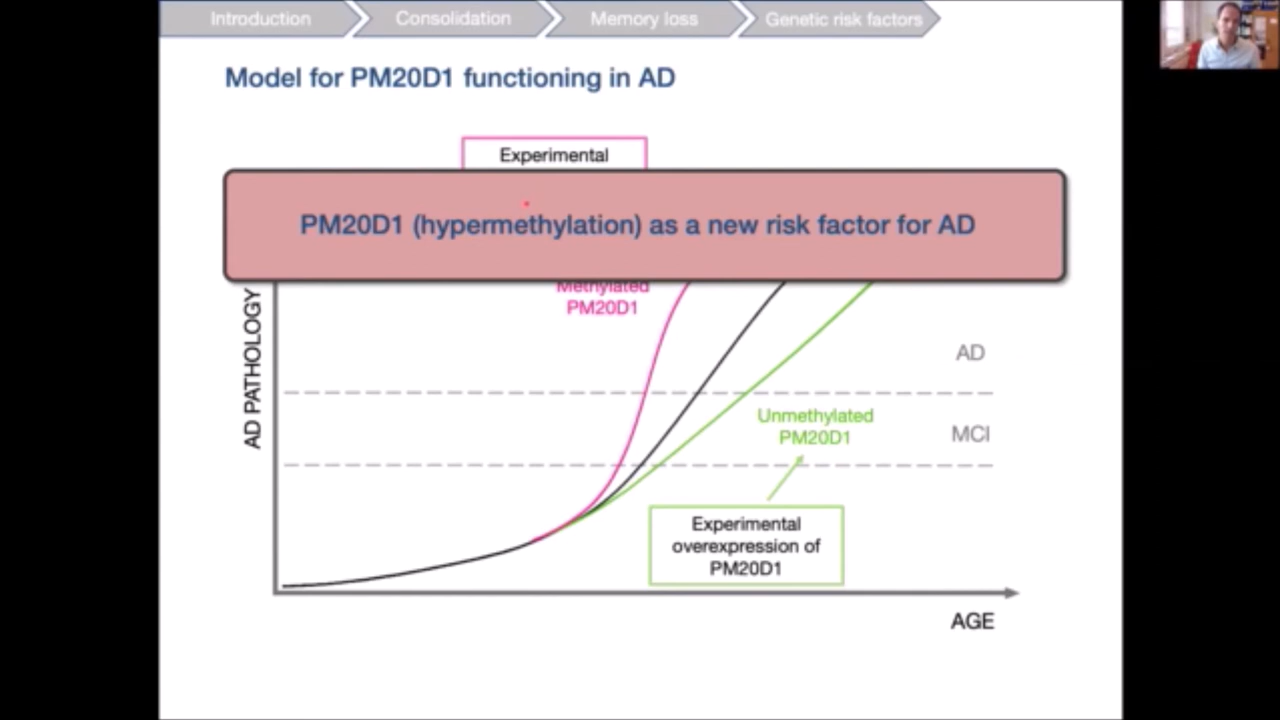 Introduction
Consolidation
Memory loss
Genetic risk factors
Model for PM20D1 functioning in AD
Experimental
PM20D1 (hypermethylation) as a new risk factor for AD
Methylated
PM20D1
AD PATHOLOGY
AD
Unmethylated
PM20D1
MCI
Experimental
overexpression of
PM20D1
AGE